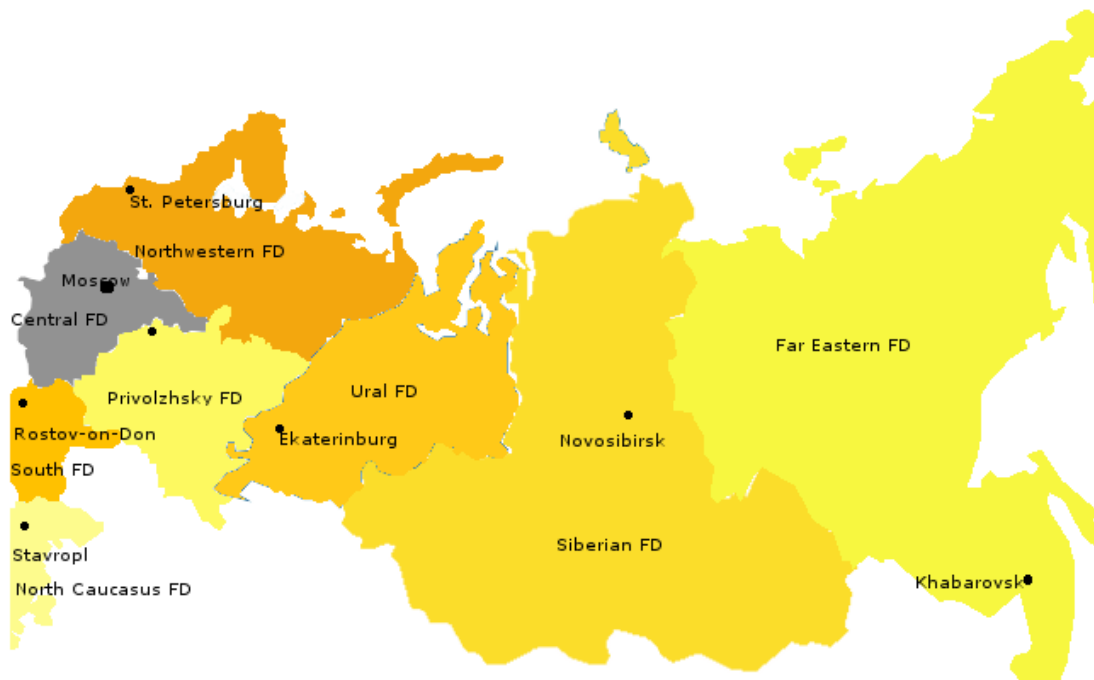 St. Petersburg
Northwestern FD
Moscow
Central FD
Far Eastern FD
Ural FD
Privolzhsky FD
Rostov-on-Don
Ekaterinburg
Novosibirsk
South FD
Siberian FD
Stavropl
Khabarovsk
North Caucasus FD